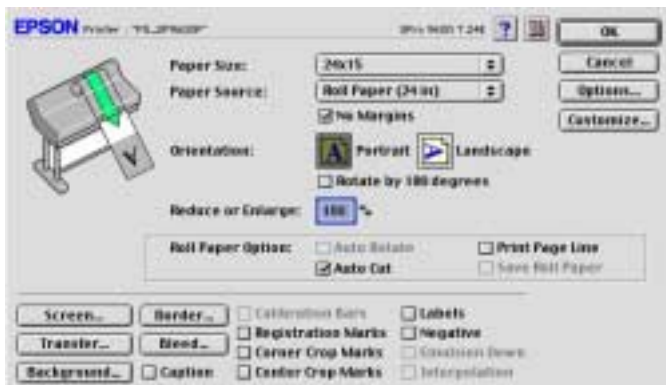 EPSON Printer :
OK
Paper Size: 24x15
Cancel
Paper Source: Roll Paper (24 in)
Options...
No Margins
Customize...
Orientation: Portrait Landscape
Rotate by 180 degrees
Reduce or Enlarge: 100 %
Roll Paper Option: Auto Rotate Print Page Line
Auto Cut Save Roll Paper
Screen... Border... Calibration Bars Labels
Transfer... Bleed... Registration Marks Negative
Corner Crop Marks Emulsion Down
Background... Caption Center Crop Marks Interpolation